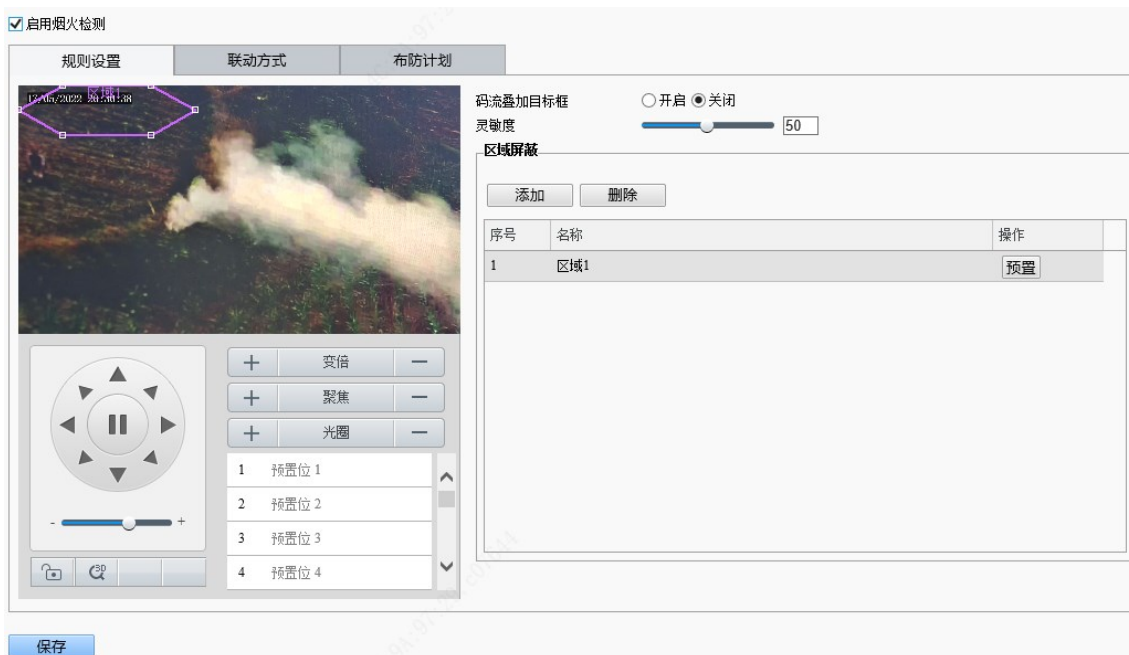 启用烟火检测
规则设置 联动方式 布防计划
区域1
码流叠加目标框 开启 关闭
灵敏度 50
区域屏蔽
添加 删除
序号 名称 操作
1 区域1 预置
+ 变倍 −
+ 聚焦 −
+ 光圈 −
1 预置位 1
2 预置位 2
3 预置位 3
4 预置位 4
- +
3D
保存